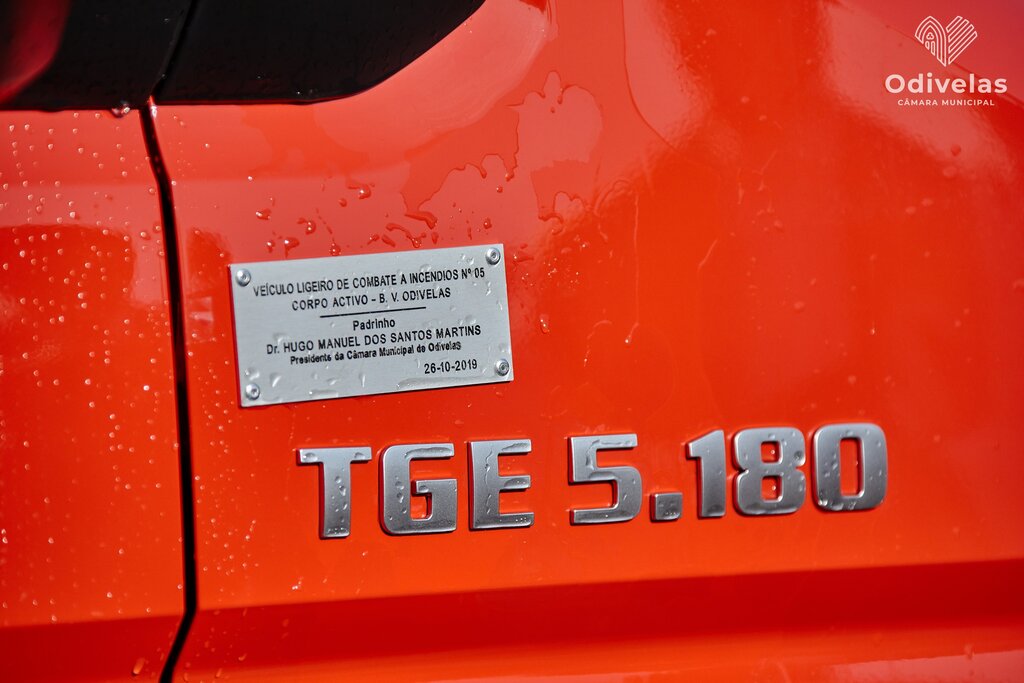 Odivelas
CÂMARA MUNICIPAL
VEÍCULO LIGEIRO DE COMBATE A INCENDIOS Nº 05
CORPO ACTIVO - B. V. ODIVELAS
Padrinho
Dr. HUGO MANUEL DOS SANTOS MARTINS
Presidente da Câmara Municipal de Odivelas
26-10-2019
TGE 5.180